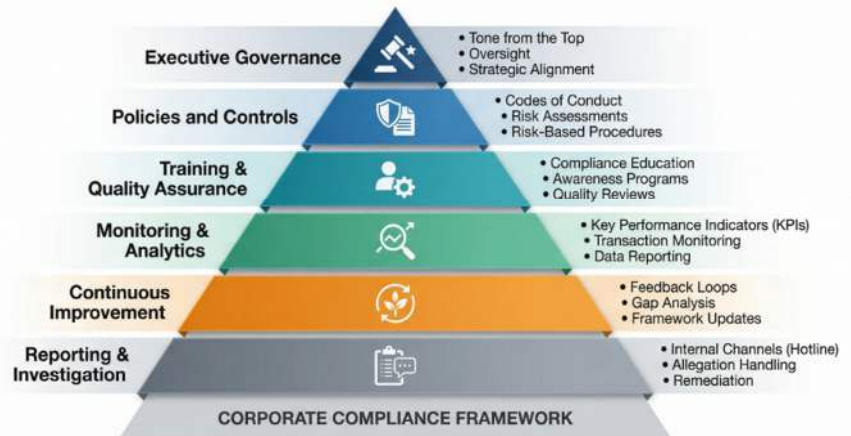 Executive Governance
• Tone from the Top
• Oversight
• Strategic Alignment
Policies and Controls
• Codes of Conduct
• Risk Assessments
• Risk-Based Procedures
Training &
Quality Assurance
• Compliance Education
• Awareness Programs
• Quality Reviews
Monitoring &
Analytics
• Key Performance Indicators (KPIs)
• Transaction Monitoring
• Data Reporting
Continuous
Improvement
• Feedback Loops
• Gap Analysis
• Framework Updates
Reporting &
Investigation
• Internal Channels (Hotline)
• Allegation Handling
• Remediation
CORPORATE COMPLIANCE FRAMEWORK